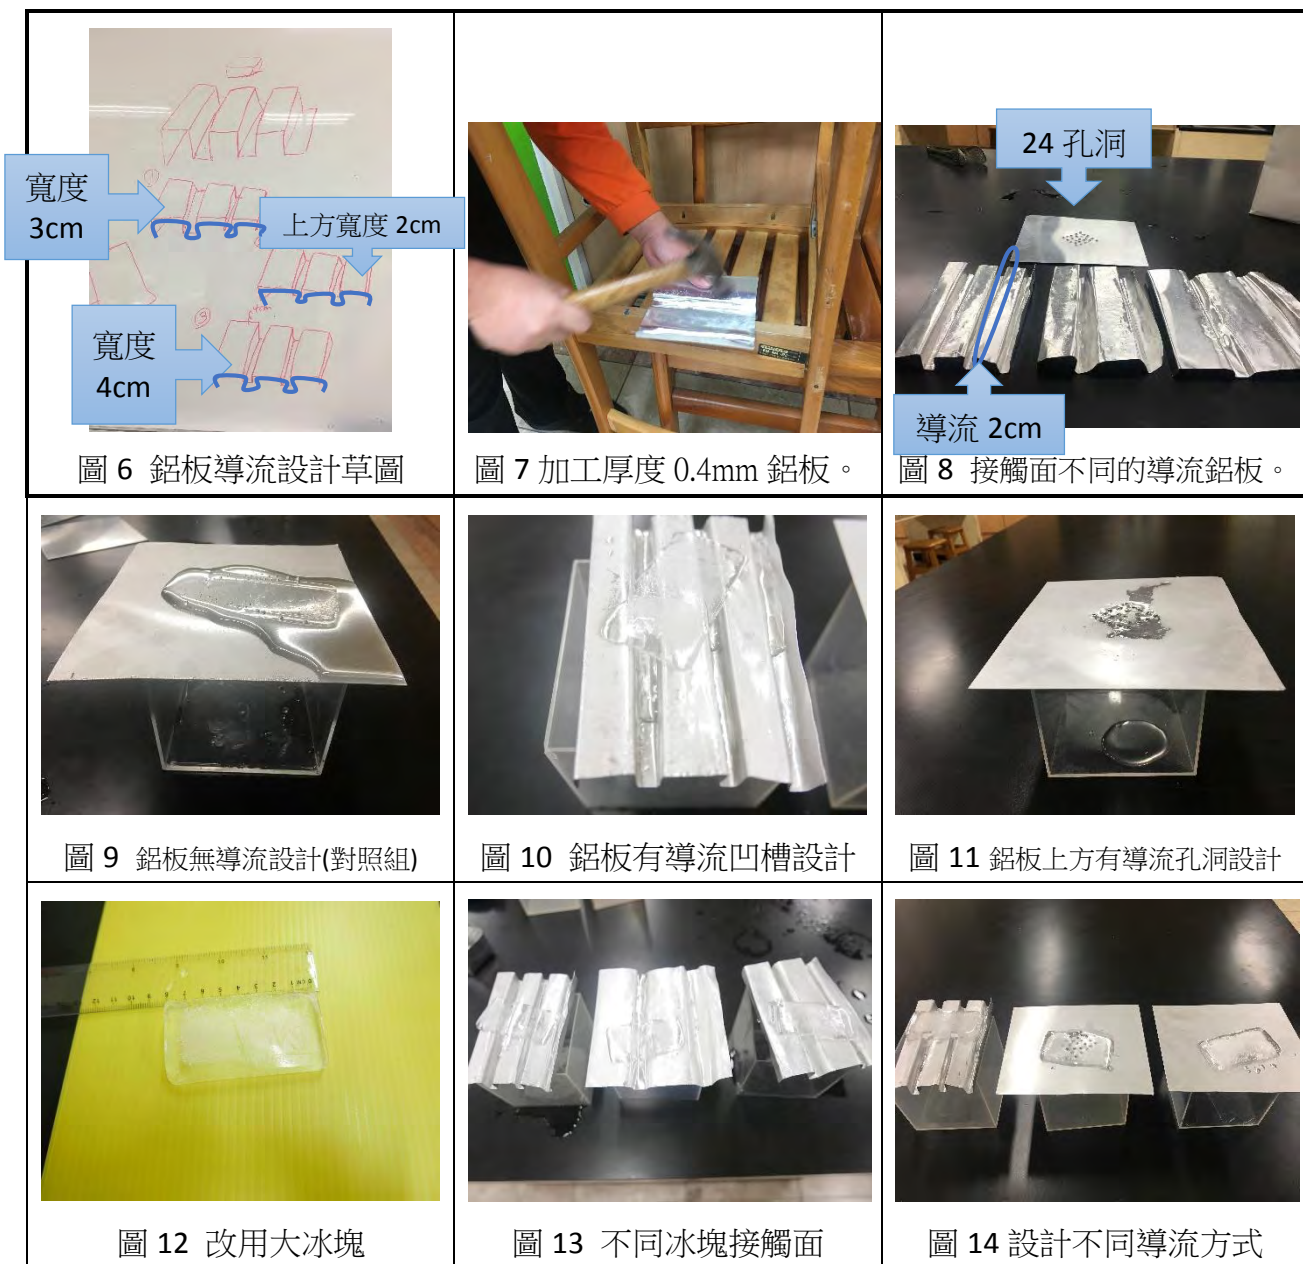 寬度
3cm
上方寬度 2cm
寬度
4cm
圖 6 鋁板導流設計草圖
圖 7 加工厚度 0.4mm 鋁板。
24 孔洞
導流 2cm
圖 8 接觸面不同的導流鋁板。
圖 9 鋁板無導流設計(對照組)
圖 10 鋁板有導流凹槽設計
圖 11 鋁板上方有導流孔洞設計
圖 12 改用大冰塊
圖 13 不同冰塊接觸面
圖 14 設計不同導流方式